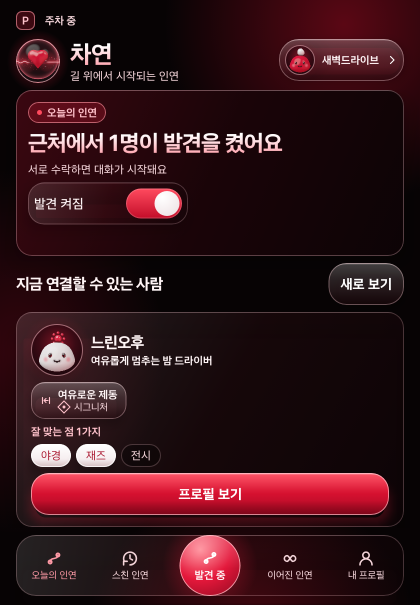 P 주차 중
차연
길 위에서 시작되는 인연
새벽드라이브
오늘의 인연
근처에서 1명이 발견을 켰어요
서로 수락하면 대화가 시작돼요
발견 켜짐
지금 연결할 수 있는 사람
새로 보기
느린오후
여유롭게 멈추는 밤 드라이버
여유로운 제동
시그니처
잘 맞는 점 1가지
야경 재즈 전시
프로필 보기
오늘의 인연 스친 인연 발견 중 이어진 인연 내 프로필